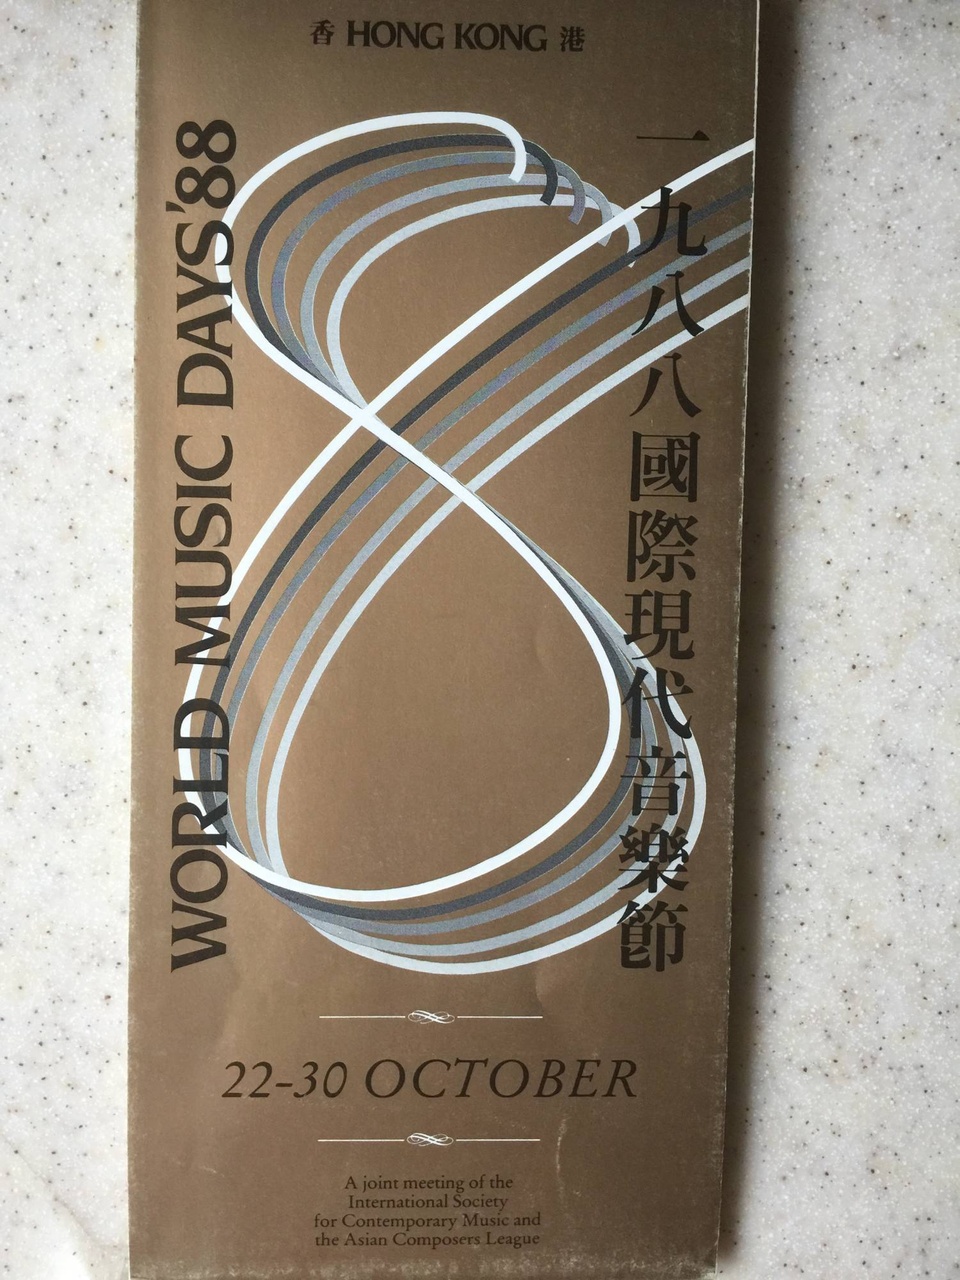 香 HONG KONG 港
WORLD MUSIC DAYS'88
一九八八國際現代音樂節
22-30 OCTOBER
A joint meeting of the
International Society
for Contemporary Music and
the Asian Composers League